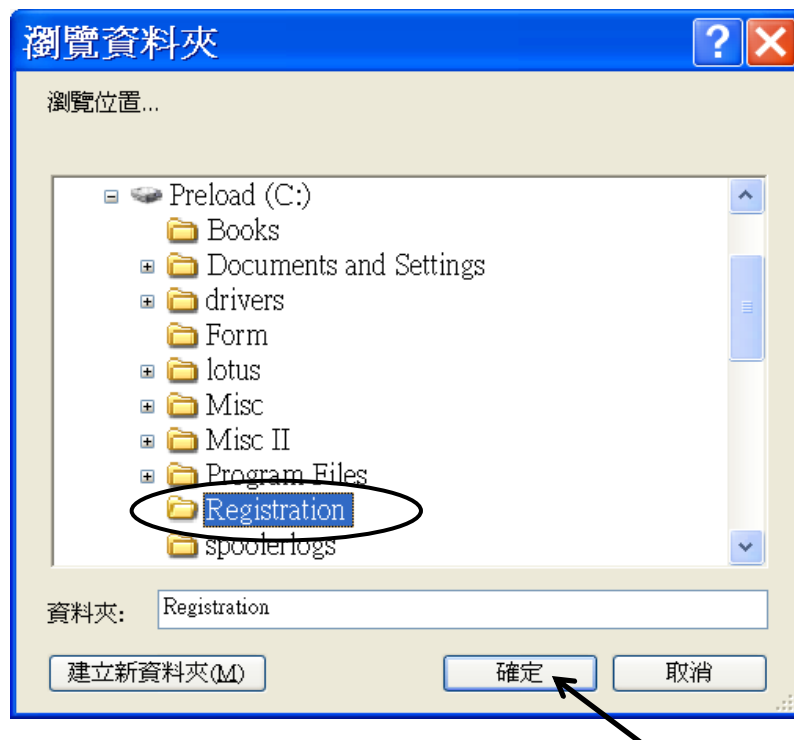 瀏覽資料夾
瀏覽位置...
Preload (C:)
Books
Documents and Settings
drivers
Form
lotus
Misc
Misc II
Program Files
Registration
spoolerlogs
資料夾: Registration
建立新資料夾(M) 確定 取消